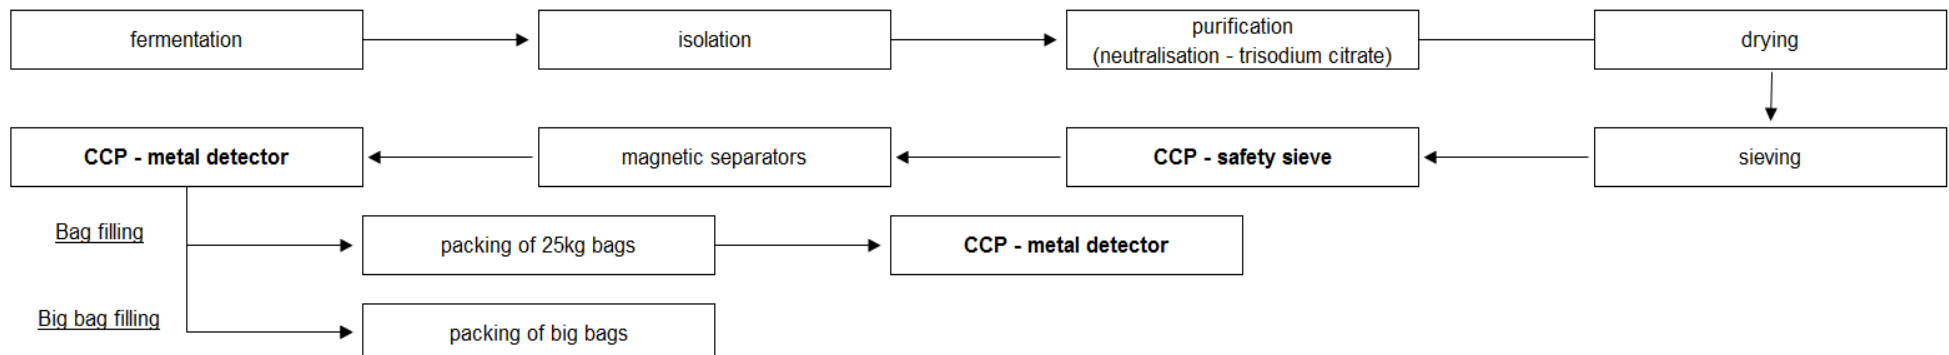 fermentation
isolation
purification
(neutralisation - trisodium citrate)
drying
CCP - metal detector
magnetic separators
CCP - safety sieve
sieving
Bag filling
packing of 25kg bags
CCP - metal detector
Big bag filling
packing of big bags